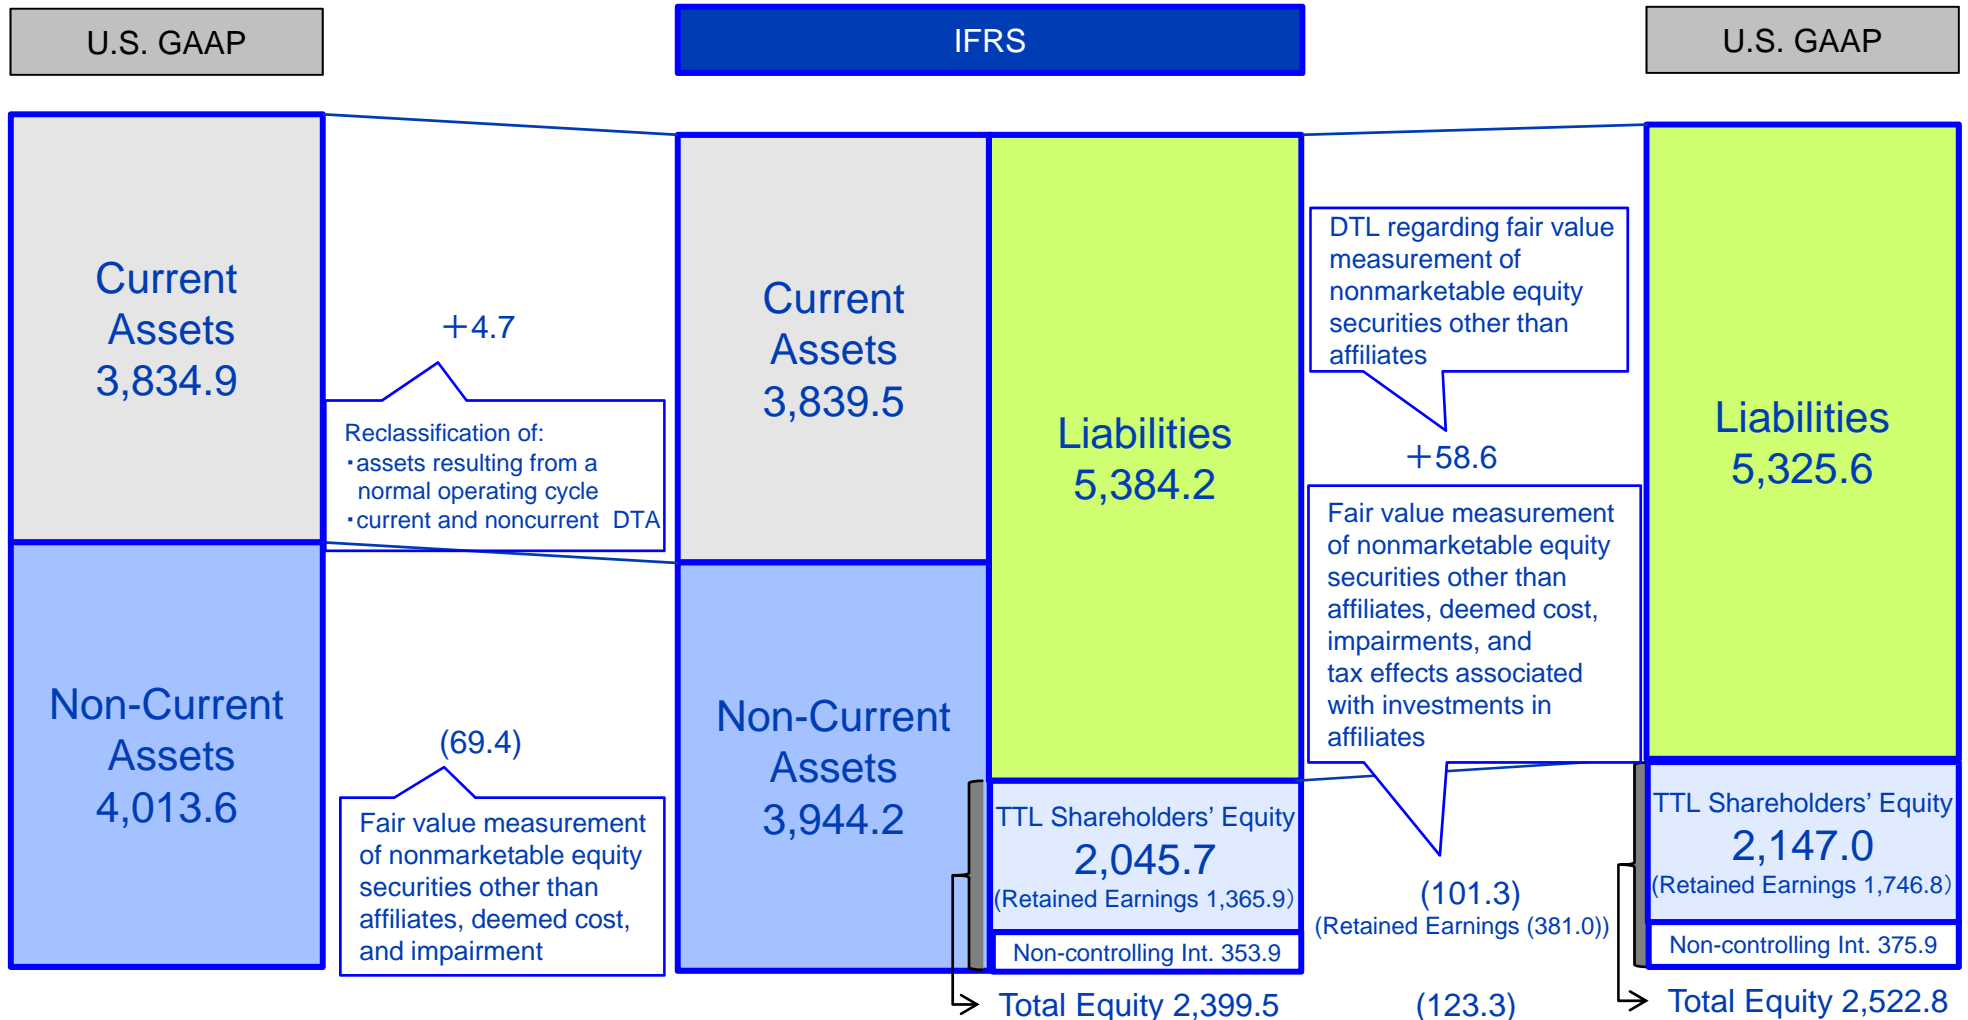 U.S. GAAP
IFRS
U.S. GAAP
Current
Assets
3,834.9
Non-Current
Assets
4,013.6
+4.7
Reclassification of:
・assets resulting from a
normal operating cycle
・current and noncurrent DTA
(69.4)
Fair value measurement
of nonmarketable equity
securities other than
affiliates, deemed cost,
and impairment
Current
Assets
3,839.5
Non-Current
Assets
3,944.2
Liabilities
5,384.2
TTL Shareholders’ Equity
2,045.7
(Retained Earnings 1,365.9)
Non-controlling Int. 353.9
Total Equity 2,399.5
DTL regarding fair value
measurement of
nonmarketable equity
securities other than
affiliates
+58.6
Fair value measurement
of nonmarketable equity
securities other than
affiliates, deemed cost,
impairments, and
tax effects associated
with investments in
affiliates
(101.3)
(Retained Earnings (381.0))
(123.3)
Liabilities
5,325.6
TTL Shareholders’ Equity
2,147.0
(Retained Earnings 1,746.8)
Non-controlling Int. 375.9
Total Equity 2,522.8